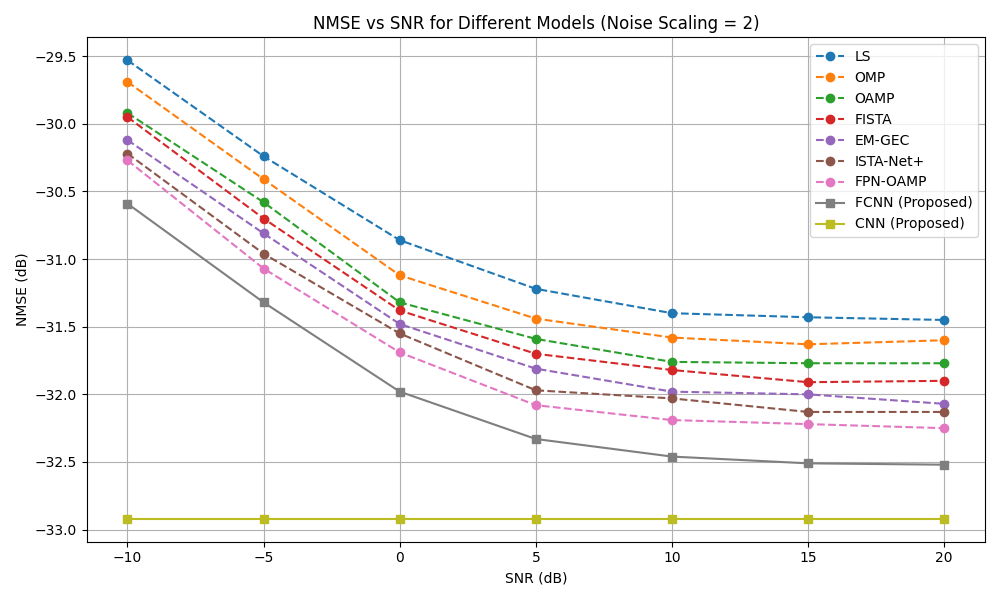 NMSE vs SNR for Different Models (Noise Scaling = 2)
NMSE (dB)
−29.5
−30.0
−30.5
−31.0
−31.5
−32.0
−32.5
−33.0
LS
OMP
OAMP
FISTA
EM-GEC
ISTA-Net+
FPN-OAMP
FCNN (Proposed)
CNN (Proposed)
−10
−5
0
5
10
15
20
SNR (dB)